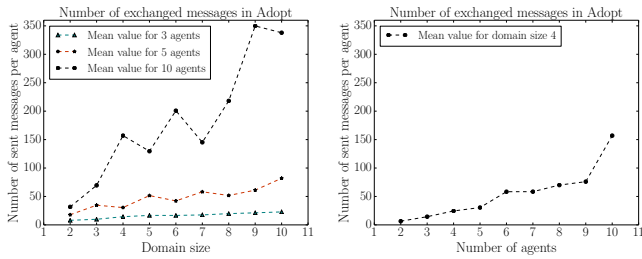 Number of exchanged messages in Adopt
Number of sent messages per agent
350
300
250
200
150
100
50
0
Mean value for 3 agents
Mean value for 5 agents
Mean value for 10 agents
1 2 3 4 5 6 7 8 9 10 11
Domain size
Number of exchanged messages in Adopt
Number of sent messages per agent
350
300
250
200
150
100
50
0
Mean value for domain size 4
1 2 3 4 5 6 7 8 9 10 11
Number of agents